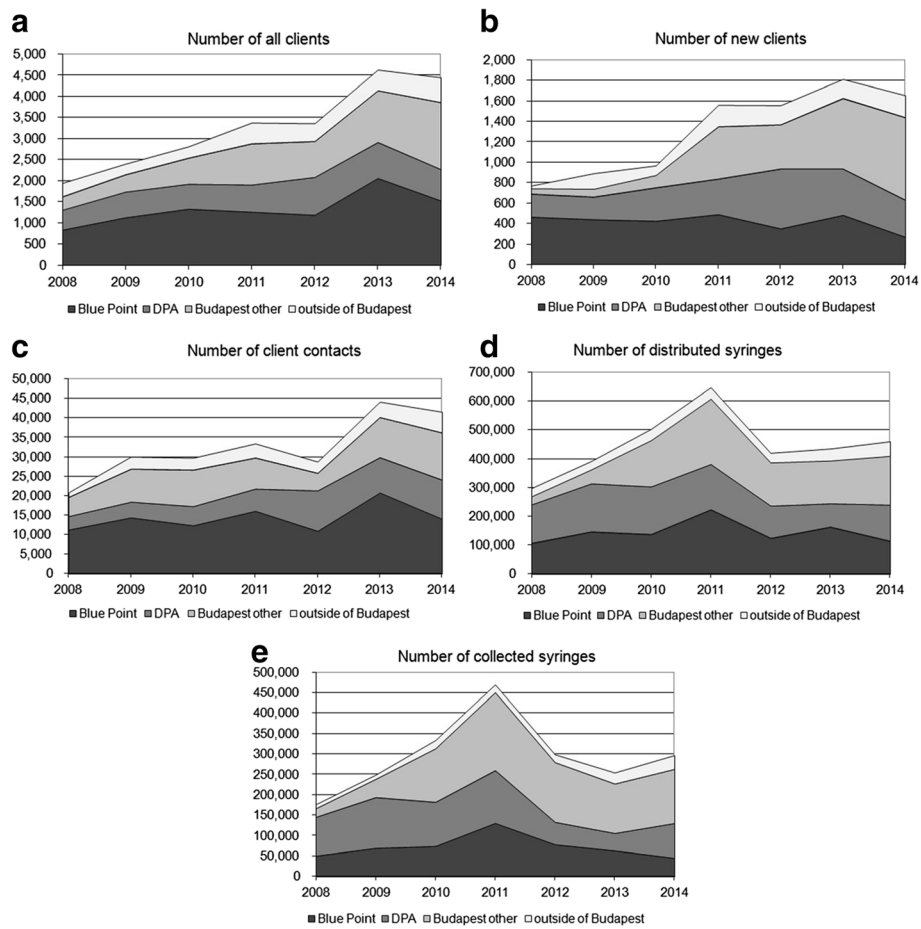 a
Number of all clients
5,000
4,500
4,000
3,500
3,000
2,500
2,000
1,500
1,000
500
0
2008 2009 2010 2011 2012 2013 2014
Blue Point DPA Budapest other outside of Budapest
b
Number of new clients
2,000
1,800
1,600
1,400
1,200
1,000
800
600
400
200
0
2008 2009 2010 2011 2012 2013 2014
Blue Point DPA Budapest other outside of Budapest
c
Number of client contacts
50,000
45,000
40,000
35,000
30,000
25,000
20,000
15,000
10,000
5,000
0
2008 2009 2010 2011 2012 2013 2014
Blue Point DPA Budapest other outside of Budapest
d
Number of distributed syringes
700,000
600,000
500,000
400,000
300,000
200,000
100,000
0
2008 2009 2010 2011 2012 2013 2014
Blue Point DPA Budapest other outside of Budapest
e
Number of collected syringes
500,000
450,000
400,000
350,000
300,000
250,000
200,000
150,000
100,000
50,000
0
2008 2009 2010 2011 2012 2013 2014
Blue Point DPA Budapest other outside of Budapest